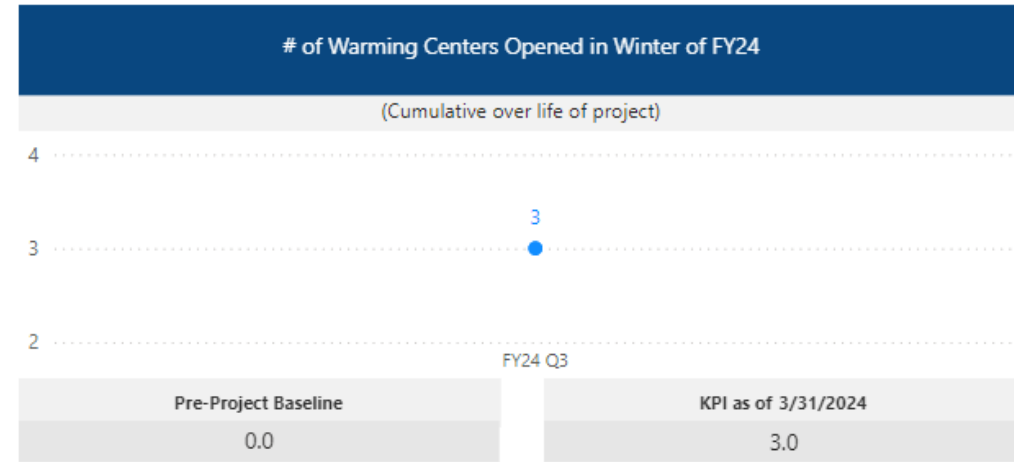 # of Warming Centers Opened in Winter of FY24
(Cumulative over life of project)
4
3
3
2
FY24 Q3
Pre-Project Baseline
KPI as of 3/31/2024
0.0
3.0